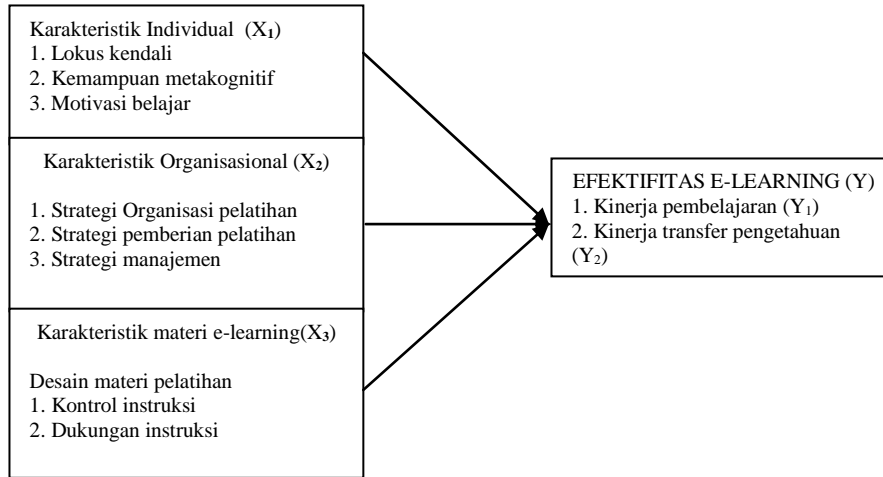 Karakteristik Individual (X₁)
1. Lokus kendali
2. Kemampuan metakognitif
3. Motivasi belajar
Karakteristik Organisasional (X₂)
1. Strategi Organisasi pelatihan
2. Strategi pemberian pelatihan
3. Strategi manajemen
Karakteristik materi e-learning(X₃)
Desain materi pelatihan
1. Kontrol instruksi
2. Dukungan instruksi
EFEKTIFITAS E-LEARNING (Y)
1. Kinerja pembelajaran (Y₁)
2. Kinerja transfer pengetahuan
(Y₂)